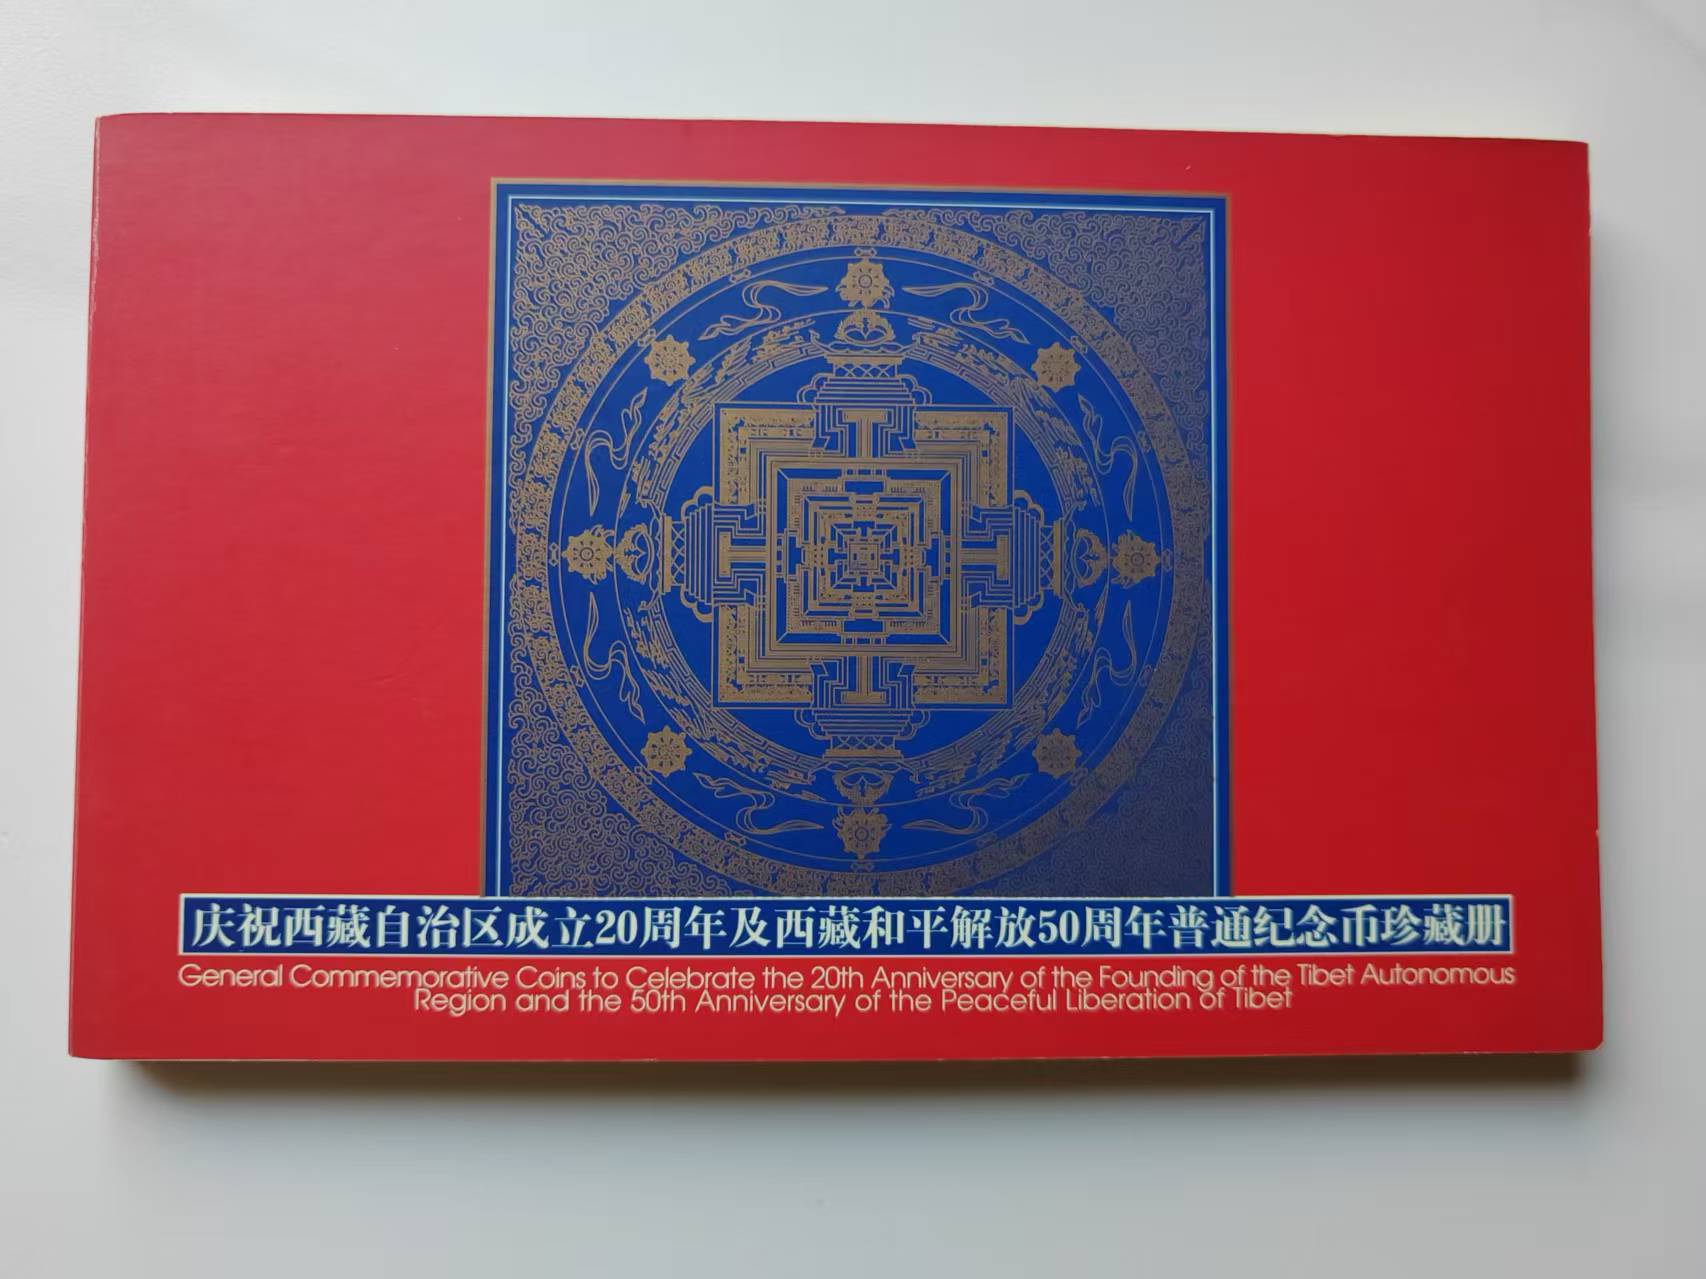 庆祝西藏自治区成立20周年及西藏和平解放50周年普通纪念币珍藏册
General Commemorative Coins to Celebrate the 20th Anniversary of the Founding of the Tibet Autonomous
Region and the 50th Anniversary of the Peaceful Liberation of Tibet